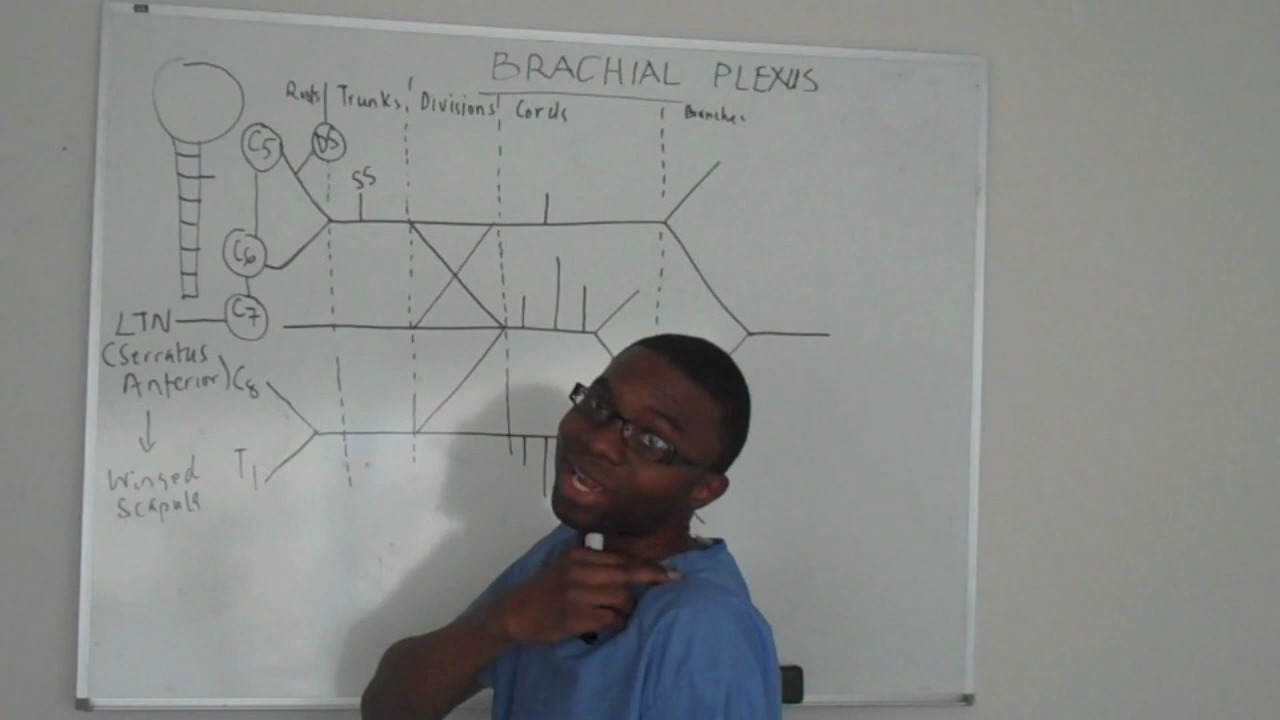 BRACHIAL PLEXUS
Roots Trunks Divisions Cords Branches
C5 DS
SS
C6
LTN C7
(Serratus
Anterior) C8
T1
Winged
Scapula